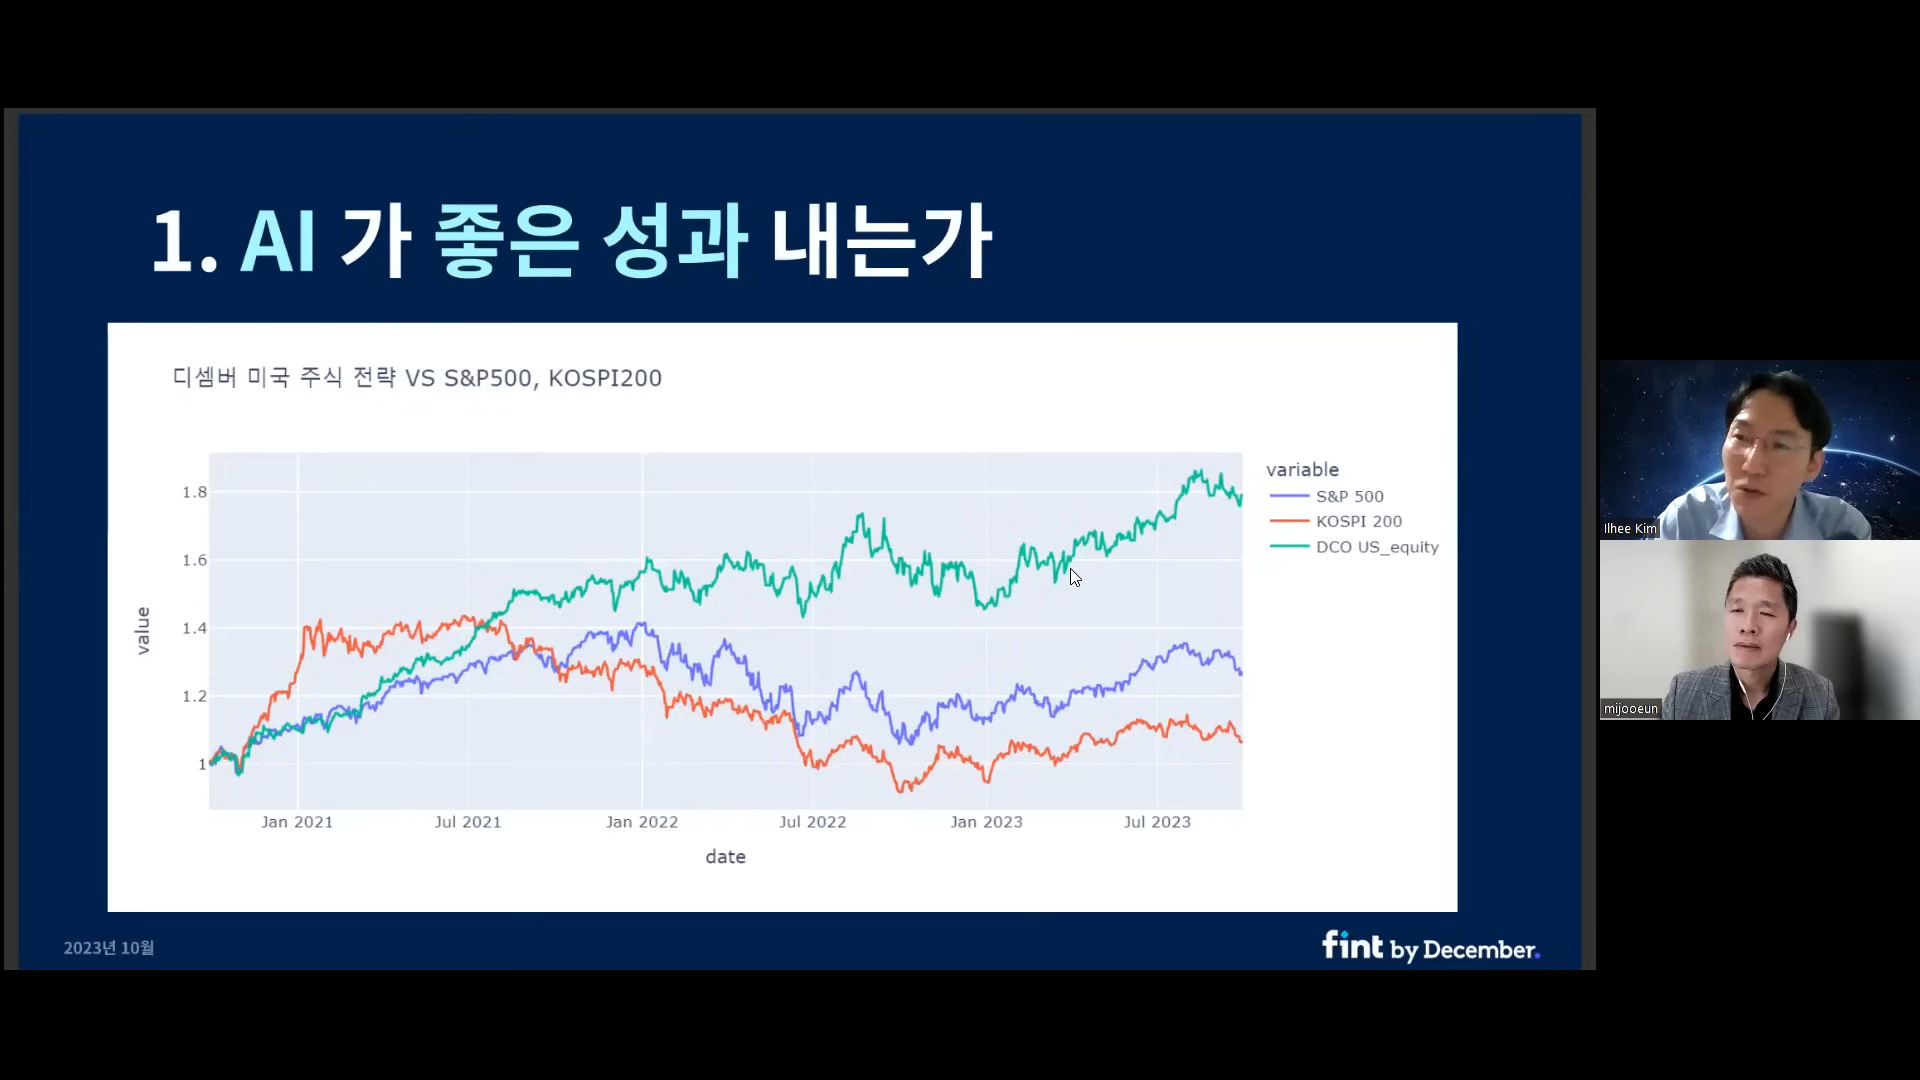 1. AI 가 좋은 성과 내는가
디셈버 미국 주식 전략 VS S&P500, KOSPI200
variable
S&P 500
KOSPI 200
DCO US_equity
value
1.8
1.6
1.4
1.2
1
Jan 2021
Jul 2021
Jan 2022
Jul 2022
Jan 2023
Jul 2023
date
2023년 10월
fint by December.
Ilhee Kim
mijooeun